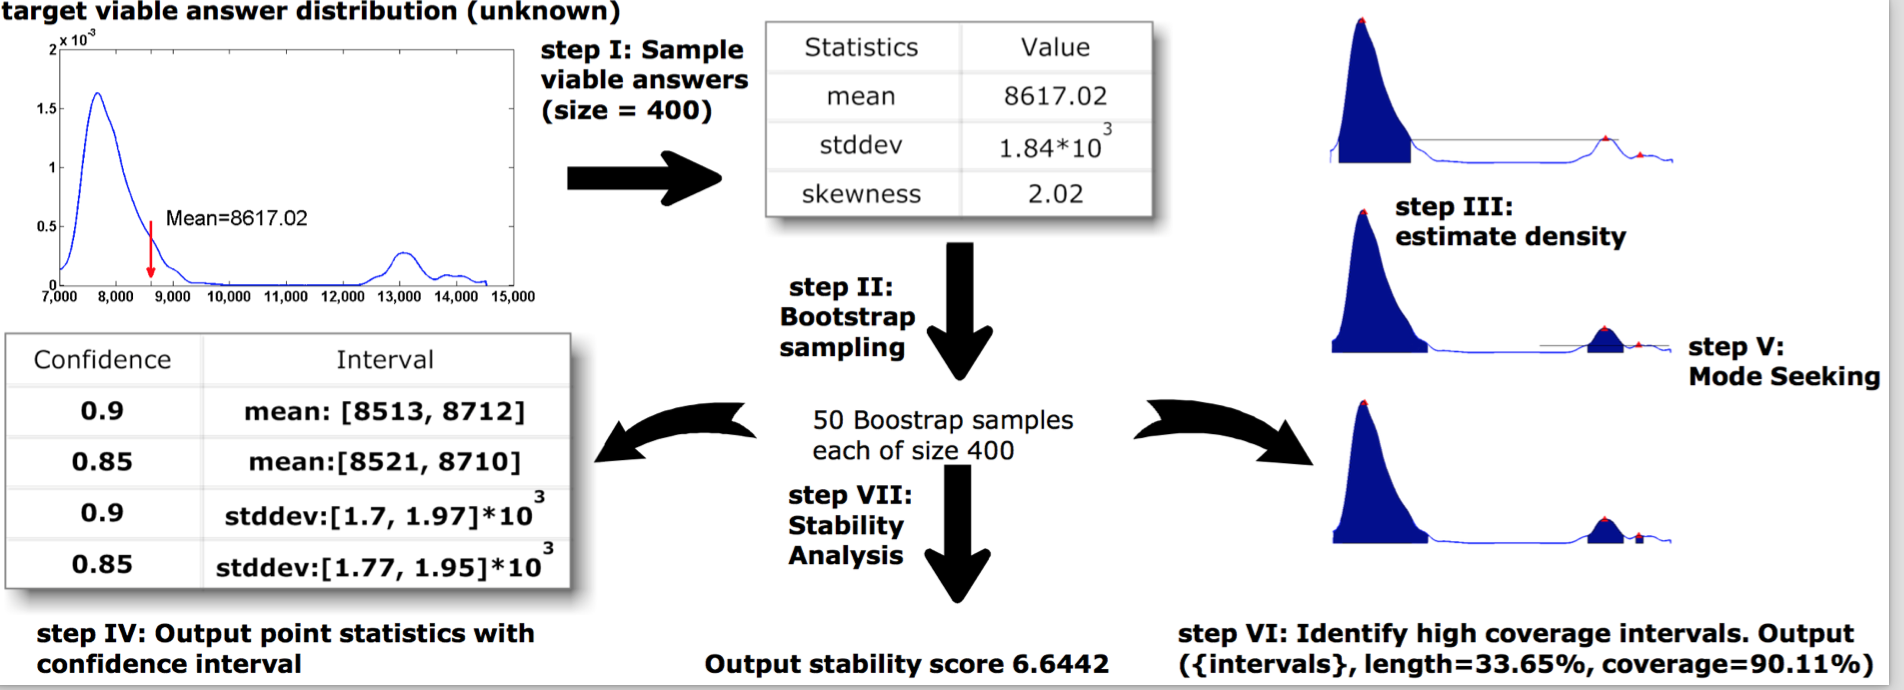 target viable answer distribution (unknown)
x 10^-3
2
1.5
1
0.5
0
Mean=8617.02
7,000 8,000 9,000 10,000 11,000 12,000 13,000 14,000 15,000
step I: Sample
viable answers
(size = 400)
Statistics Value
mean 8617.02
stddev 1.84*10^3
skewness 2.02
step II:
Bootstrap
sampling
50 Boostrap samples
each of size 400
step III:
estimate density
Confidence Interval
0.9 mean: [8513, 8712]
0.85 mean:[8521, 8710]
0.9 stddev:[1.7, 1.97]*10^3
0.85 stddev:[1.77, 1.95]*10^3
step IV: Output point statistics with
confidence interval
step V:
Mode Seeking
step VI: Identify high coverage intervals. Output
({intervals}, length=33.65%, coverage=90.11%)
step VII:
Stability
Analysis
Output stability score 6.6442